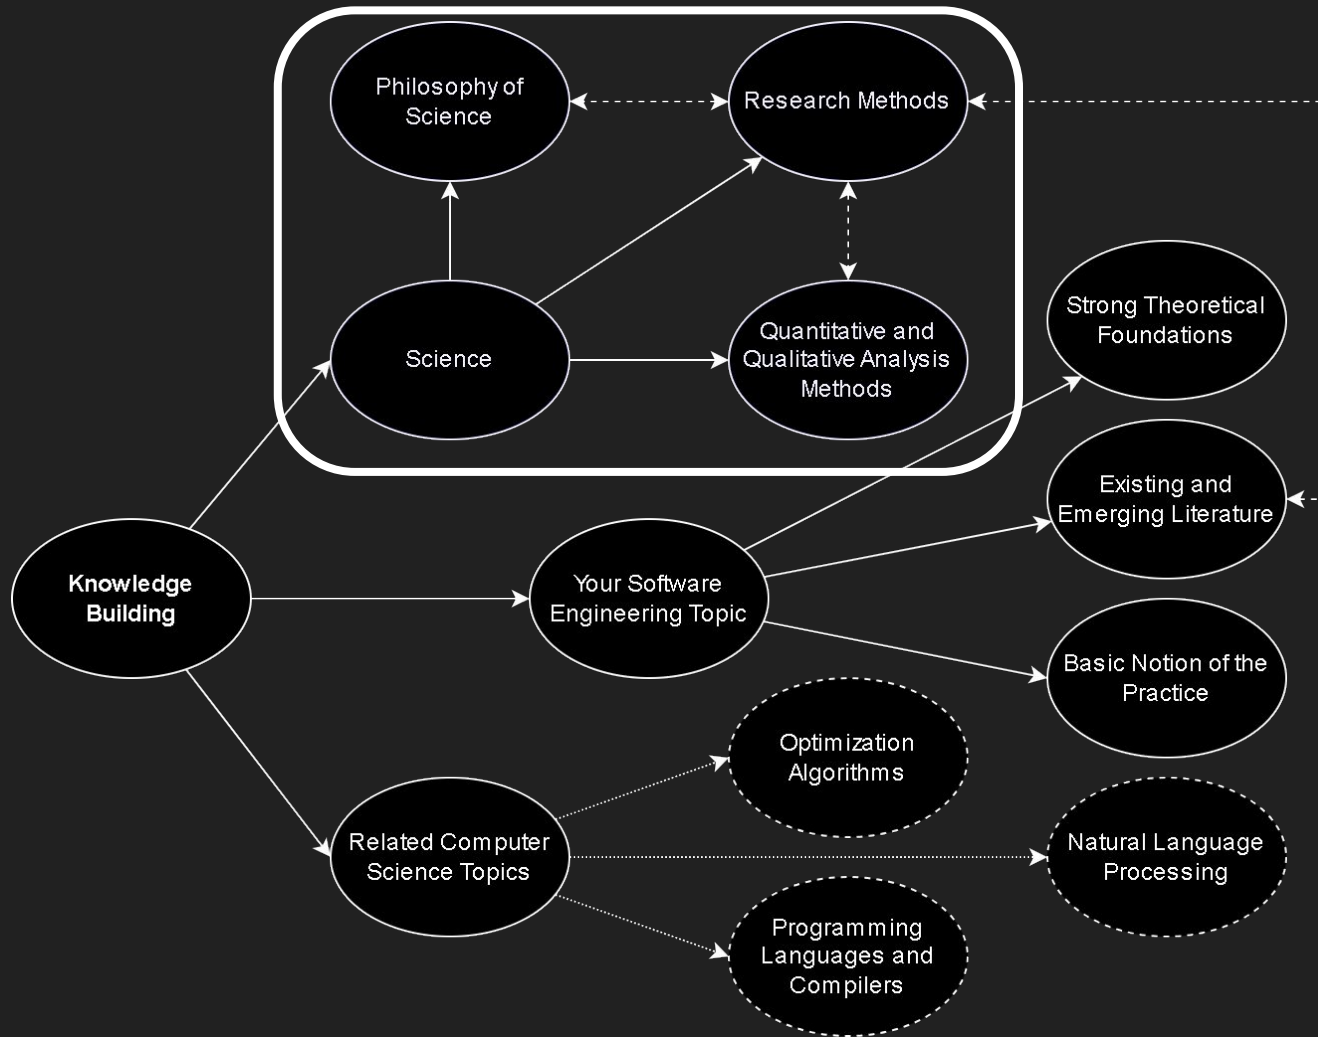 Philosophy of
Science
Research Methods
Science
Quantitative and
Qualitative Analysis
Methods
Strong Theoretical
Foundations
Existing and
Emerging Literature
Knowledge
Building
Your Software
Engineering Topic
Basic Notion of the
Practice
Optimization
Algorithms
Related Computer
Science Topics
Natural Language
Processing
Programming
Languages and
Compilers